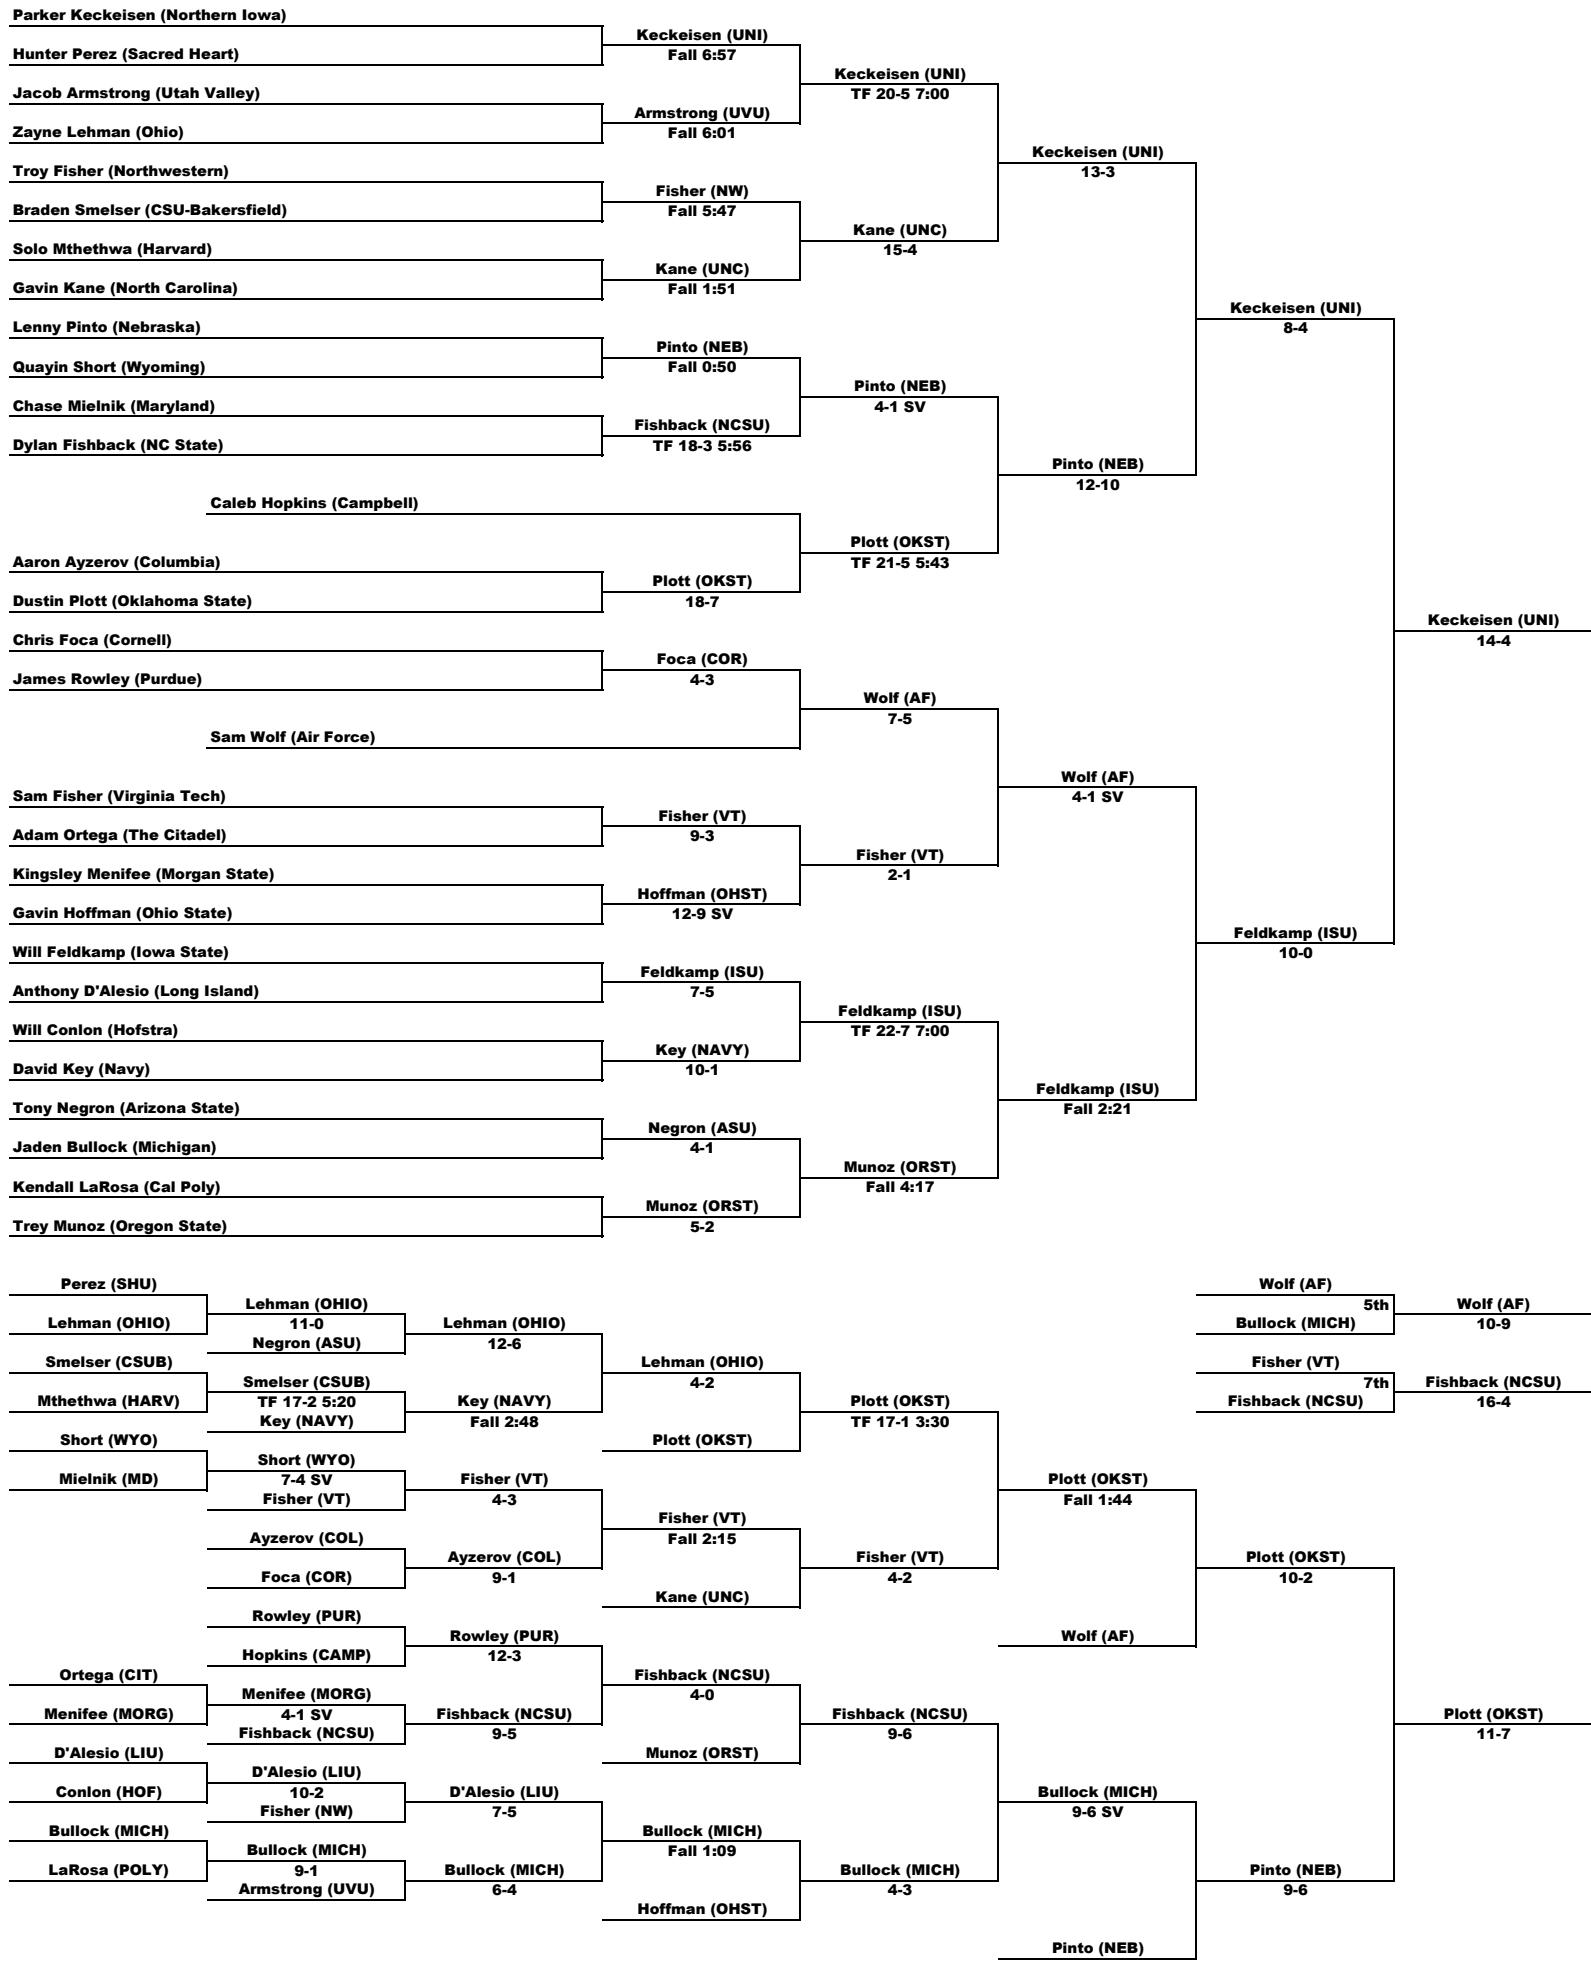 Parker Keckeisen (Northern Iowa)
Keckeisen (UNI)
Hunter Perez (Sacred Heart)
Fall 6:57
Keckeisen (UNI)
Jacob Armstrong (Utah Valley)
TF 20-5 7:00
Armstrong (UVU)
Zayne Lehman (Ohio)
Fall 6:01
Keckeisen (UNI)
Troy Fisher (Northwestern)
13-3
Fisher (NW)
Braden Smelser (CSU-Bakersfield)
Fall 5:47
Kane (UNC)
Solo Mthethwa (Harvard)
15-4
Kane (UNC)
Gavin Kane (North Carolina)
Fall 1:51
Keckeisen (UNI)
Lenny Pinto (Nebraska)
8-4
Pinto (NEB)
Quayin Short (Wyoming)
Fall 0:50
Pinto (NEB)
Chase Mielnik (Maryland)
4-1 SV
Fishback (NCSU)
Dylan Fishback (NC State)
TF 18-3 5:56
Pinto (NEB)
12-10
Caleb Hopkins (Campbell)
Plott (OKST)
Aaron Ayzerov (Columbia)
TF 21-5 5:43
Plott (OKST)
Dustin Plott (Oklahoma State)
18-7
Keckeisen (UNI)
Chris Foca (Cornell)
14-4
Foca (COR)
James Rowley (Purdue)
4-3
Wolf (AF)
7-5
Sam Wolf (Air Force)
Wolf (AF)
Sam Fisher (Virginia Tech)
4-1 SV
Fisher (VT)
Adam Ortega (The Citadel)
9-3
Fisher (VT)
Kingsley Menifee (Morgan State)
2-1
Hoffman (OHST)
Gavin Hoffman (Ohio State)
12-9 SV
Feldkamp (ISU)
Will Feldkamp (Iowa State)
10-0
Feldkamp (ISU)
Anthony D'Alesio (Long Island)
7-5
Feldkamp (ISU)
Will Conlon (Hofstra)
TF 22-7 7:00
Key (NAVY)
David Key (Navy)
10-1
Feldkamp (ISU)
Tony Negron (Arizona State)
Fall 2:21
Negron (ASU)
Jaden Bullock (Michigan)
4-1
Munoz (ORST)
Kendall LaRosa (Cal Poly)
Fall 4:17
Munoz (ORST)
Trey Munoz (Oregon State)
5-2
Perez (SHU)
Wolf (AF)
Lehman (OHIO)
5th
Wolf (AF)
Lehman (OHIO)
11-0
Lehman (OHIO)
Bullock (MICH)
10-9
Negron (ASU)
12-6
Smelser (CSUB)
Lehman (OHIO)
Fisher (VT)
Smelser (CSUB)
4-2
7th
Fishback (NCSU)
Mthethwa (HARV)
TF 17-2 5:20
Key (NAVY)
Plott (OKST)
Fishback (NCSU)
16-4
Key (NAVY)
Fall 2:48
TF 17-1 3:30
Short (WYO)
Plott (OKST)
Short (WYO)
Mielnik (MD)
7-4 SV
Fisher (VT)
Plott (OKST)
Fisher (VT)
4-3
Fall 1:44
Fisher (VT)
Ayzerov (COL)
Fall 2:15
Ayzerov (COL)
Fisher (VT)
Plott (OKST)
Foca (COR)
9-1
4-2
10-2
Kane (UNC)
Rowley (PUR)
Rowley (PUR)
Wolf (AF)
Hopkins (CAMP)
12-3
Ortega (CIT)
Fishback (NCSU)
Menifee (MORG)
4-0
Menifee (MORG)
4-1 SV
Fishback (NCSU)
Fishback (NCSU)
Plott (OKST)
Fishback (NCSU)
9-5
9-6
11-7
D'Alesio (LIU)
Munoz (ORST)
D'Alesio (LIU)
Conlon (HOF)
10-2
D'Alesio (LIU)
Bullock (MICH)
Fisher (NW)
7-5
9-6 SV
Bullock (MICH)
Bullock (MICH)
Bullock (MICH)
Fall 1:09
LaRosa (POLY)
9-1
Bullock (MICH)
Bullock (MICH)
Pinto (NEB)
Armstrong (UVU)
6-4
4-3
9-6
Hoffman (OHST)
Pinto (NEB)